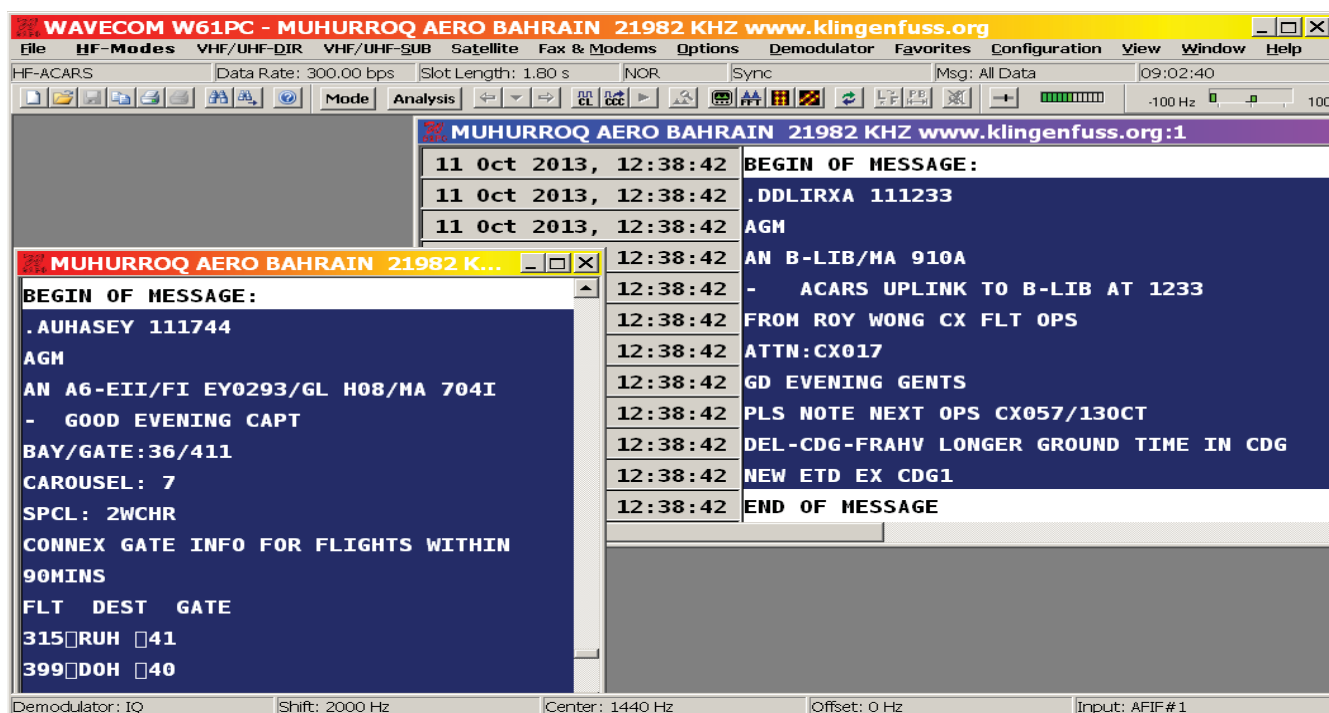 WAVECOM W61PC - MUHURROQ AERO BAHRAIN 21982 KHZ www.klingenfuss.org
File HF-Modes VHF/UHF-DIR VHF/UHF-SUB Satellite Fax & Modems Options Demodulator Favorites Configuration View Window Help
HF-ACARS Data Rate: 300.00 bps Slot Length: 1.80 s NOR Sync Msg: All Data 09:02:40
Mode Analysis CL CCC -100 Hz 100
MUHURROQ AERO BAHRAIN 21982 KHZ www.klingenfuss.org:1
11 Oct 2013, 12:38:42 BEGIN OF MESSAGE:
11 Oct 2013, 12:38:42 .DDLIRXA 111233
11 Oct 2013, 12:38:42 AGM
12:38:42 AN B-LIB/MA 910A
12:38:42 - ACARS UPLINK TO B-LIB AT 1233
12:38:42 FROM ROY WONG CX FLT OPS
12:38:42 ATTN:CX017
12:38:42 GD EVENING GENTS
12:38:42 PLS NOTE NEXT OPS CX057/13OCT
12:38:42 DEL-CDG-FRAHV LONGER GROUND TIME IN CDG
12:38:42 NEW ETD EX CDG1
12:38:42 END OF MESSAGE
MUHURROQ AERO BAHRAIN 21982 K...
BEGIN OF MESSAGE:
.AUHASEY 111744
AGM
AN A6-EII/FI EY0293/GL H08/MA 704I
- GOOD EVENING CAPT
BAY/GATE:36/411
CAROUSEL: 7
SPCL: 2WCHR
CONNEX GATE INFO FOR FLIGHTS WITHIN
90MINS
FLT DEST GATE
315▯RUH ▯41
399▯DOH ▯40
Demodulator: IQ Shift: 2000 Hz Center: 1440 Hz Offset: 0 Hz Input: AFIF#1